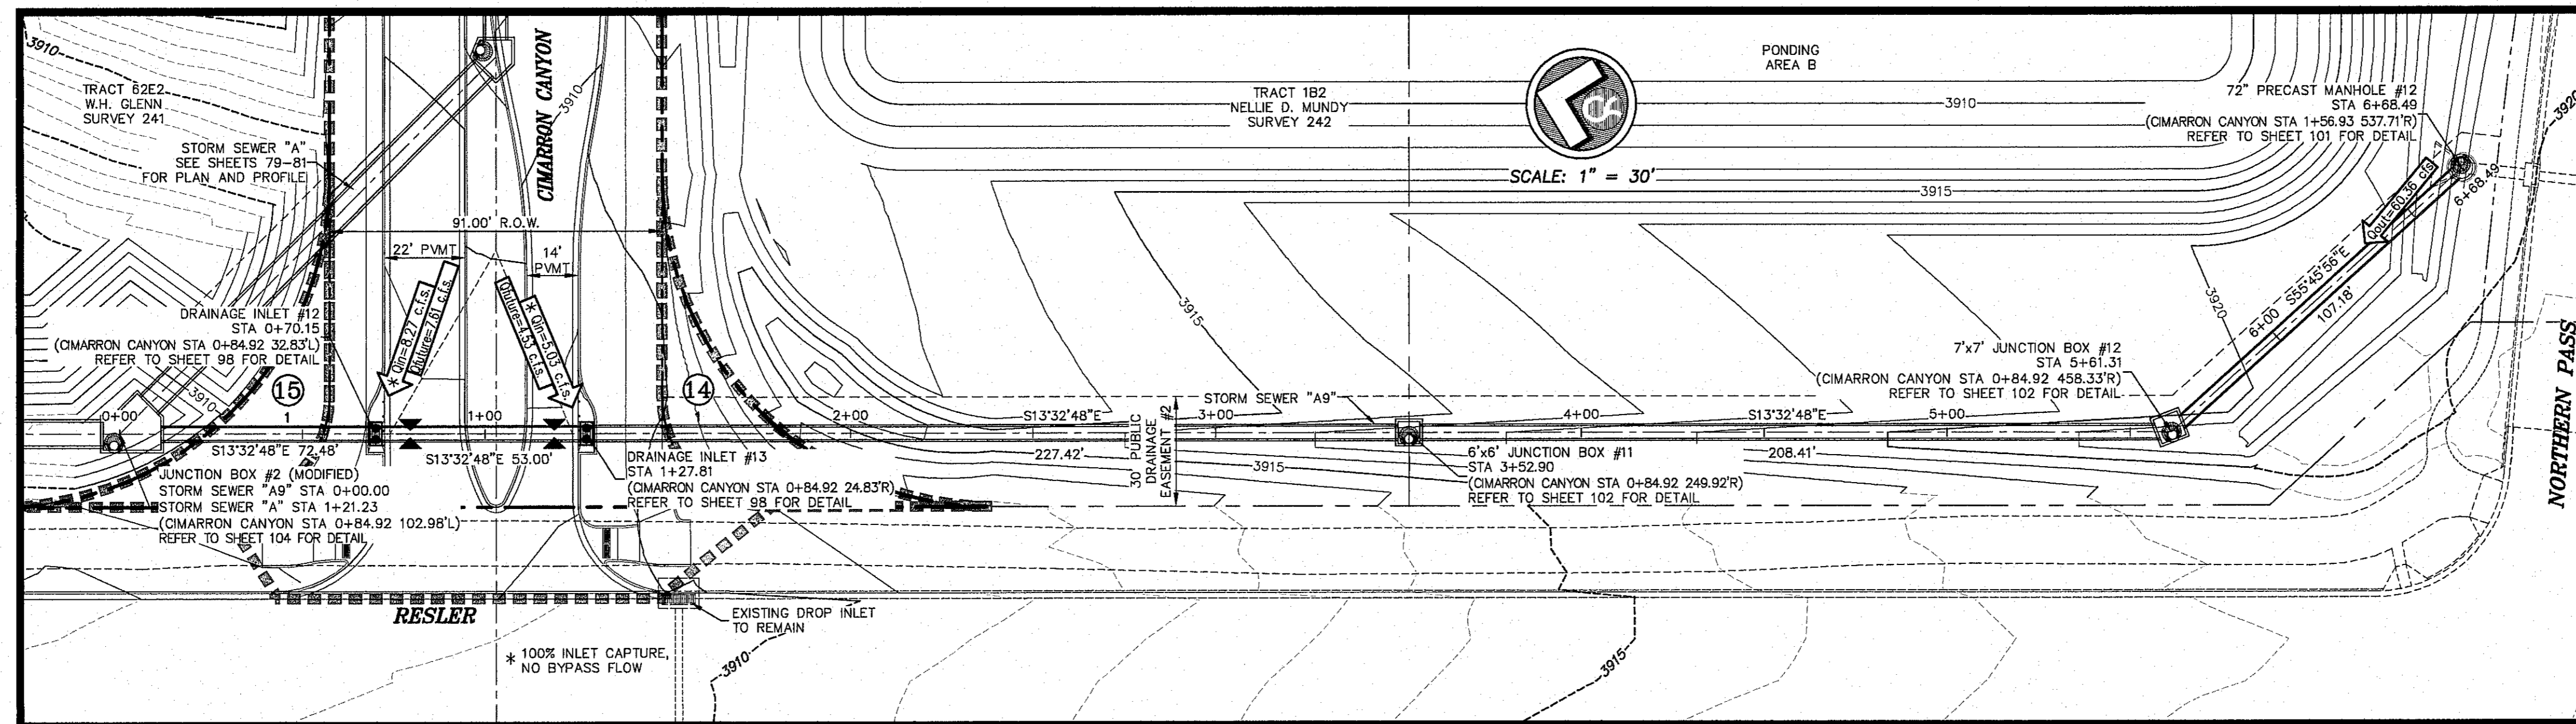 3910
TRACT 62E2
W.H. GLENN
SURVEY 241
STORM SEWER "A"
SEE SHEETS 79-81
FOR PLAN AND PROFILE
CIMARRON CANYON
3910
91.00' R.O.W.
22' PVMT
14'
PVMT
* Qin=8.27 c.f.s.
Qfuture=7.61 c.f.s.
* Qin=5.03 c.f.s.
Qfuture=4.53 c.f.s.
DRAINAGE INLET #12
STA 0+70.15
(CIMARRON CANYON STA 0+84.92 32.83'L)
REFER TO SHEET 98 FOR DETAIL
3910
15
1
14
1
0+00
1+00
2+00
S13°32'48"E
3+00
4+00
S13°32'48"E
5+00
S13°32'48"E 72.48'
S13°32'48"E 53.00'
227.42'
208.41'
JUNCTION BOX #2 (MODIFIED)
STORM SEWER "A9" STA 0+00.00
STORM SEWER "A" STA 1+21.23
(CIMARRON CANYON STA 0+84.92 102.98'L)
REFER TO SHEET 104 FOR DETAIL
DRAINAGE INLET #13
STA 1+27.81
(CIMARRON CANYON STA 0+84.92 24.83'R)
REFER TO SHEET 98 FOR DETAIL
RESLER
EXISTING DROP INLET
TO REMAIN
* 100% INLET CAPTURE,
NO BYPASS FLOW
3910
TRACT 1B2
NELLIE D. MUNDY
SURVEY 242
PONDING
AREA B
SCALE: 1" = 30'
3910
3915
3915
3915
3915
30 PUBLIC
DRAINAGE
EASEMENT #2
STORM SEWER "A9"
6'x6' JUNCTION BOX #11
STA 3+52.90
(CIMARRON CANYON STA 0+84.92 249.92'R)
REFER TO SHEET 102 FOR DETAIL
7'x7' JUNCTION BOX #12
STA 5+61.31
(CIMARRON CANYON STA 0+84.92 458.33'R)
REFER TO SHEET 102 FOR DETAIL
72" PRECAST MANHOLE #12
STA 6+68.49
(CIMARRON CANYON STA 1+56.93 537.71'R)
REFER TO SHEET 101 FOR DETAIL
Qout=60.36 cfs
6+68.49
S55°45'56"E
6+00
107.18'
3920
3920
NORTHERN PASS